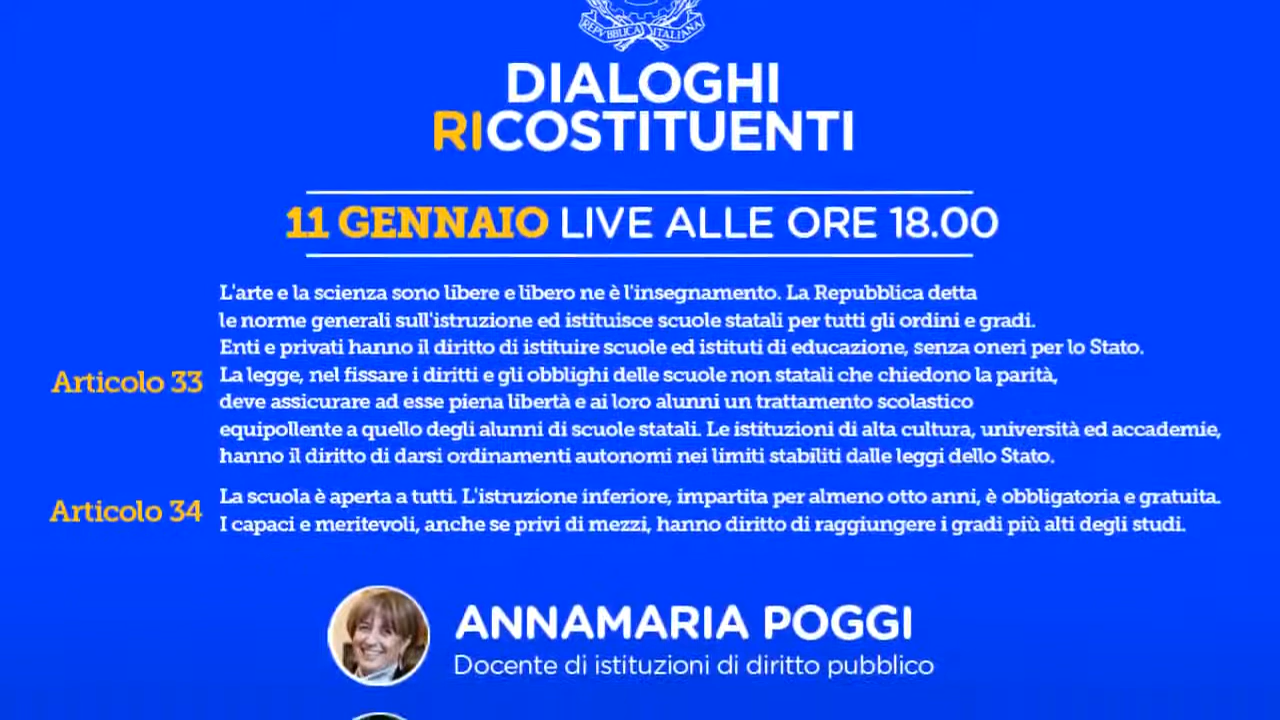 REPVBBLICA ITALIANA
DIALOGHI
RICOSTITUENTI
11 GENNAIO LIVE ALLE ORE 18.00
L'arte e la scienza sono libere e libero ne è l'insegnamento. La Repubblica detta
le norme generali sull'istruzione ed istituisce scuole statali per tutti gli ordini e gradi.
Enti e privati hanno il diritto di istituire scuole ed istituti di educazione, senza oneri per lo Stato.
Articolo 33 La legge, nel fissare i diritti e gli obblighi delle scuole non statali che chiedono la parità,
deve assicurare ad esse piena libertà e ai loro alunni un trattamento scolastico
equipollente a quello degli alunni di scuole statali. Le istituzioni di alta cultura, università ed accademie,
hanno il diritto di darsi ordinamenti autonomi nei limiti stabiliti dalle leggi dello Stato.
Articolo 34 La scuola è aperta a tutti. L'istruzione inferiore, impartita per almeno otto anni, è obbligatoria e gratuita.
I capaci e meritevoli, anche se privi di mezzi, hanno diritto di raggiungere i gradi più alti degli studi.
ANNAMARIA POGGI
Docente di istituzioni di diritto pubblico